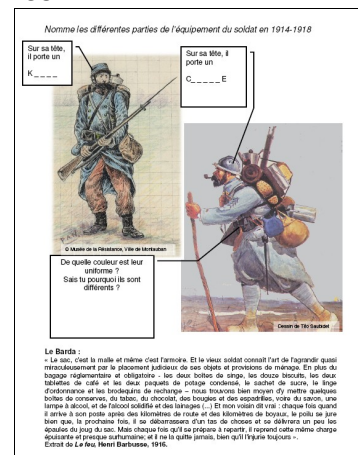 Nomme les différentes parties de l'équipement du soldat en 1914-1918
Sur sa tête,
il porte un
K _ _ _ _
Sur sa tête, il
porte un
C_ _ _ _ _ E
© Musée de la Résistance, Ville de Montauban
De quelle couleur est leur
uniforme ?
Sais tu pourquoi ils sont
différents ?
Dessin de Tilo Saubidet
Le Barda :
« Le sac, c'est la malle et même c'est l'armoire. Et le vieux soldat connaît l'art de l'agrandir quasi
miraculeusement par le placement judicieux de ses objets et provisions de ménage. En plus du
bagage réglementaire et obligatoire - les deux boîtes de singe, les douze biscuits, les deux
tablettes de café et les deux paquets de potage condensé, le sachet de sucre, le linge
d'ordonnance et les brodequins de rechange – nous trouvons bien moyen d'y mettre quelques
boîtes de conserves, du tabac, du chocolat, des bougies et des espadrilles, voire du savon, une
lampe à alcool, et de l'alcool solidifié et des lainages (...) Et mon voisin dit vrai : chaque fois quand
il arrive à son poste après des kilomètres de route et des kilomètres de boyaux, le poilu se jure
bien que, la prochaine fois, il se débarrassera d'un tas de choses et se délivrera un peu les
épaules du joug du sac. Mais chaque fois qu'il se prépare à repartir, il reprend cette même charge
épuisante et presque surhumaine; et il ne la quitte jamais, bien qu'il l'injurie toujours ».
Extrait de Le feu, Henri Barbusse, 1916.